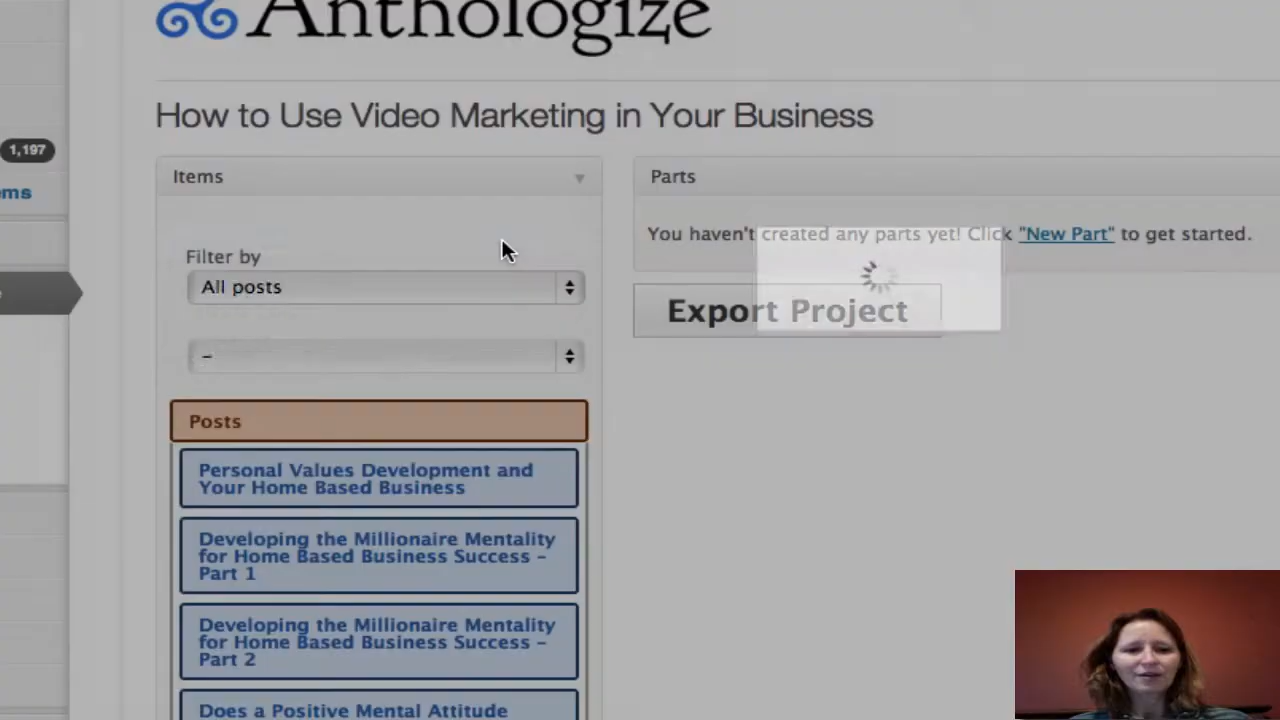 Anthologize
How to Use Video Marketing in Your Business
1,197
ems
Items
Filter by
All posts
–
Posts
Personal Values Development and
Your Home Based Business
Developing the Millionaire Mentality
for Home Based Business Success –
Part 1
Developing the Millionaire Mentality
for Home Based Business Success –
Part 2
Does a Positive Mental Attitude
Parts
You haven't created any parts yet! Click "New Part" to get started.
Export Project